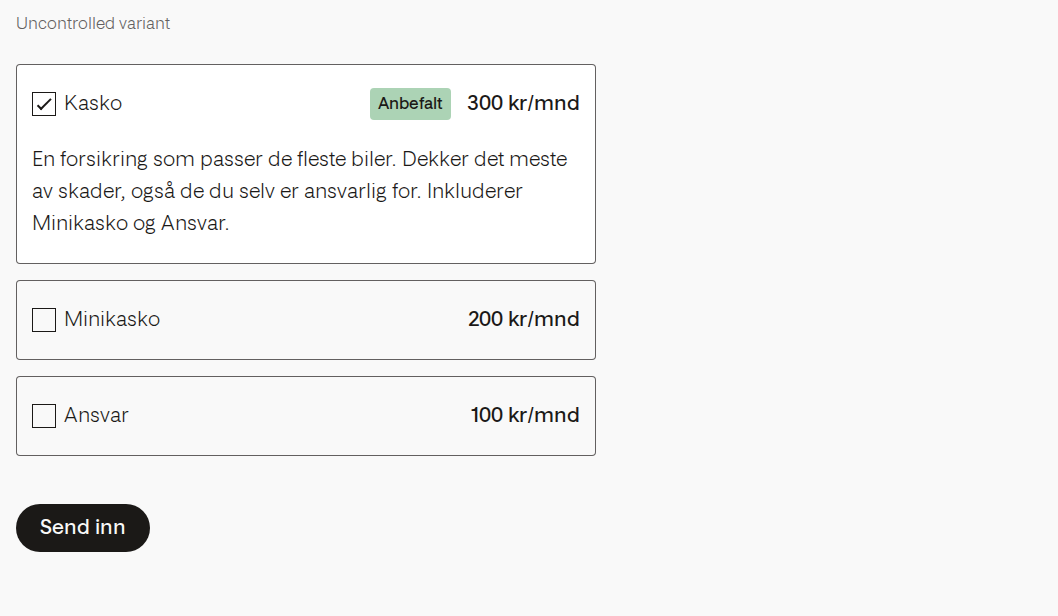 Uncontrolled variant
Kasko Anbefalt 300 kr/mnd
En forsikring som passer de fleste biler. Dekker det meste
av skader, også de du selv er ansvarlig for. Inkluderer
Minikasko og Ansvar.
Minikasko 200 kr/mnd
Ansvar 100 kr/mnd
Send inn